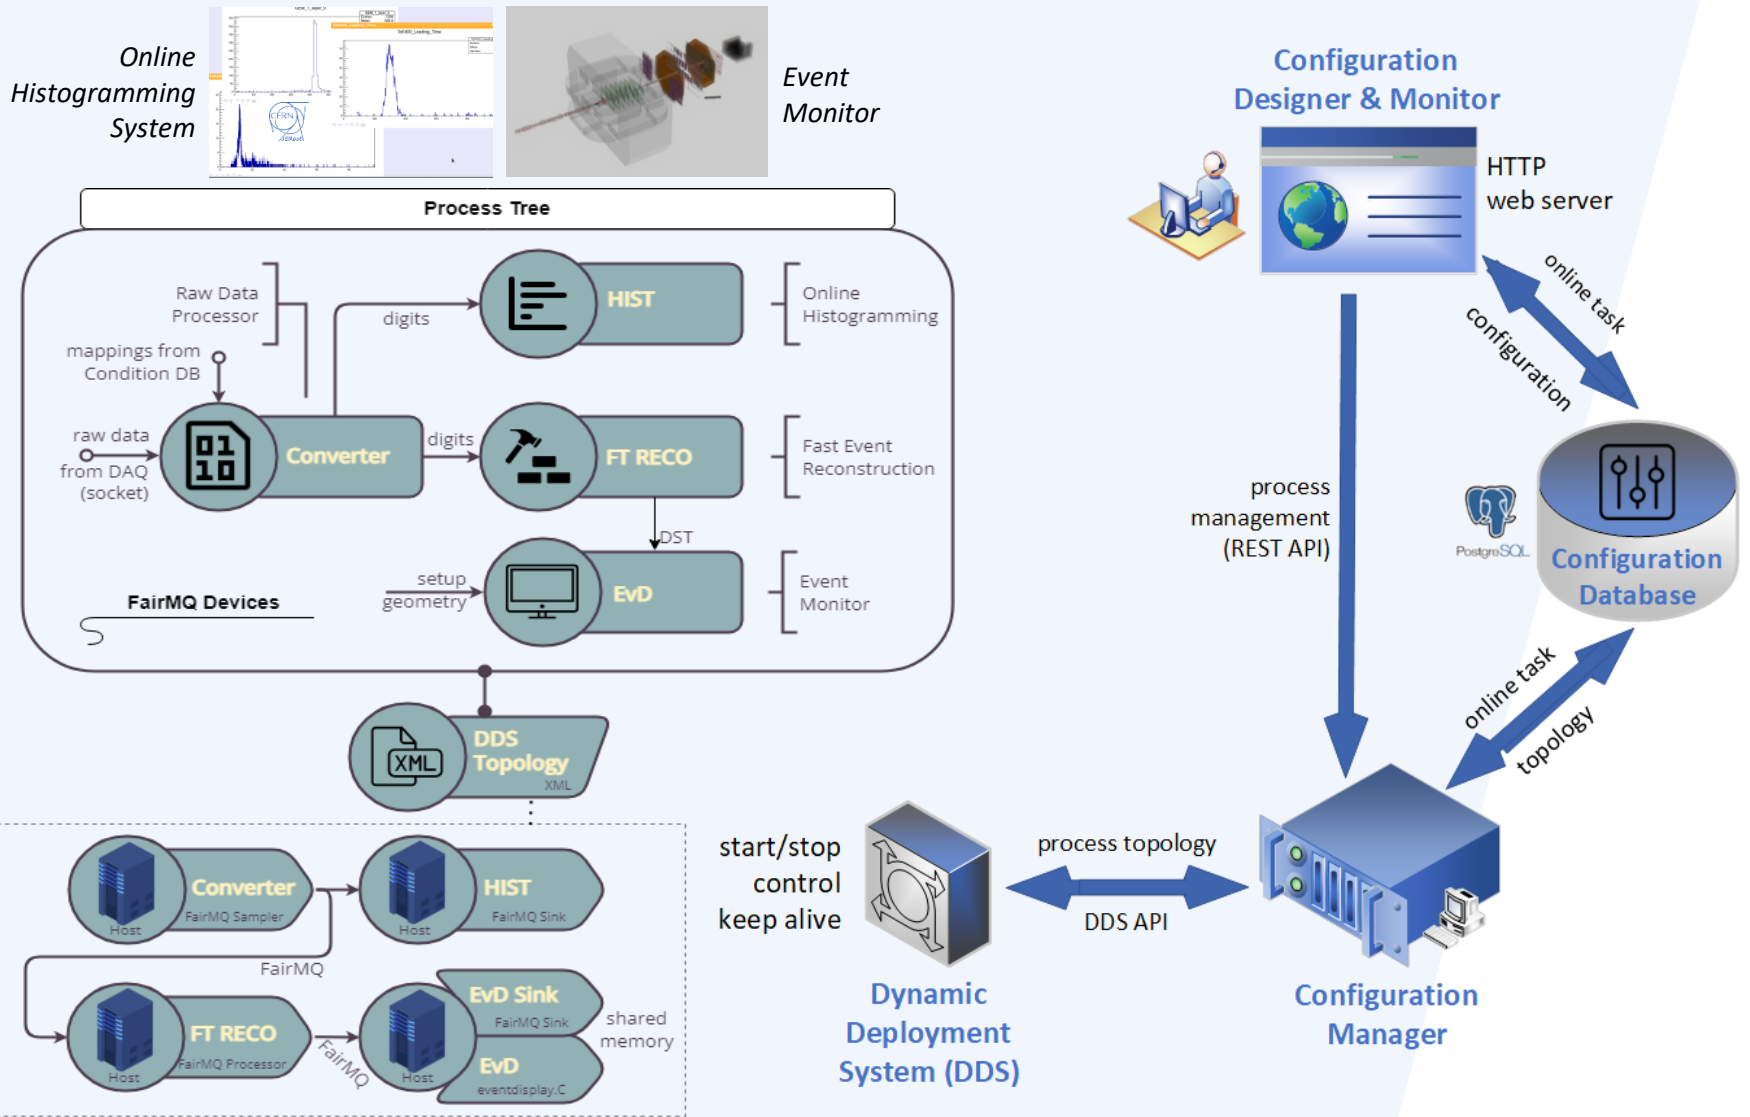 Online
Histogramming
System
CERN
Event
Monitor
Process Tree
Raw Data
Processor
mappings from
Condition DB
raw data
from DAQ
(socket)
Converter
digits
digits
HIST
Online
Histogramming
FT RECO
Fast Event
Reconstruction
DST
setup
geometry
EvD
Event
Monitor
FairMQ Devices
DDS
Topology
XML
XML
Converter
FairMQ Sampler
Host
HIST
FairMQ Sink
Host
FairMQ
FT RECO
FairMQ Processor
Host
FairMQ
EvD Sink
FairMQ Sink
EvD
eventdisplay.C
Host
shared
memory
Configuration
Designer & Monitor
HTTP
web server
online task
configuration
process
management
(REST API)
PostgreSQL
Configuration
Database
online task
topology
start/stop
control
keep alive
process topology
DDS API
Dynamic
Deployment
System (DDS)
Configuration
Manager